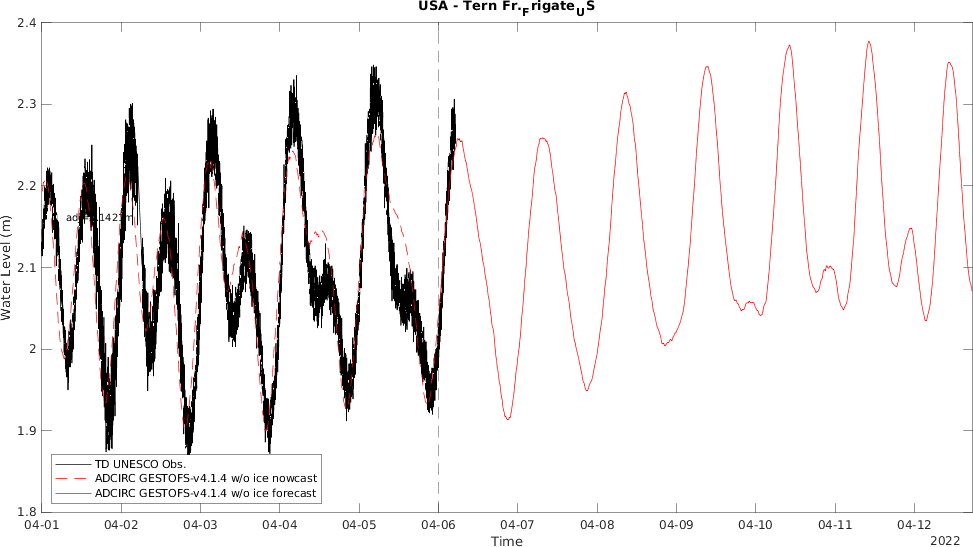 USA - Tern Fr.FrigateUS
Water Level (m)
2.4
2.3
2.2
2.1
2
1.9
1.8
TD UNESCO Obs.
ADCIRC GESTOFS-v4.1.4 w/o ice nowcast
ADCIRC GESTOFS-v4.1.4 w/o ice forecast
04-01 04-02 04-03 04-04 04-05 04-06 04-07 04-08 04-09 04-10 04-11 04-12
Time
2022